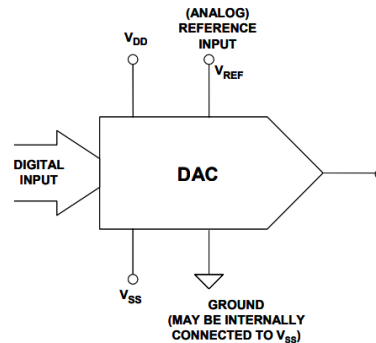 (ANALOG)
REFERENCE
INPUT
VDD
VREF
DIGITAL
INPUT
DAC
VSS
GROUND
(MAY BE INTERNALLY
CONNECTED TO VSS)